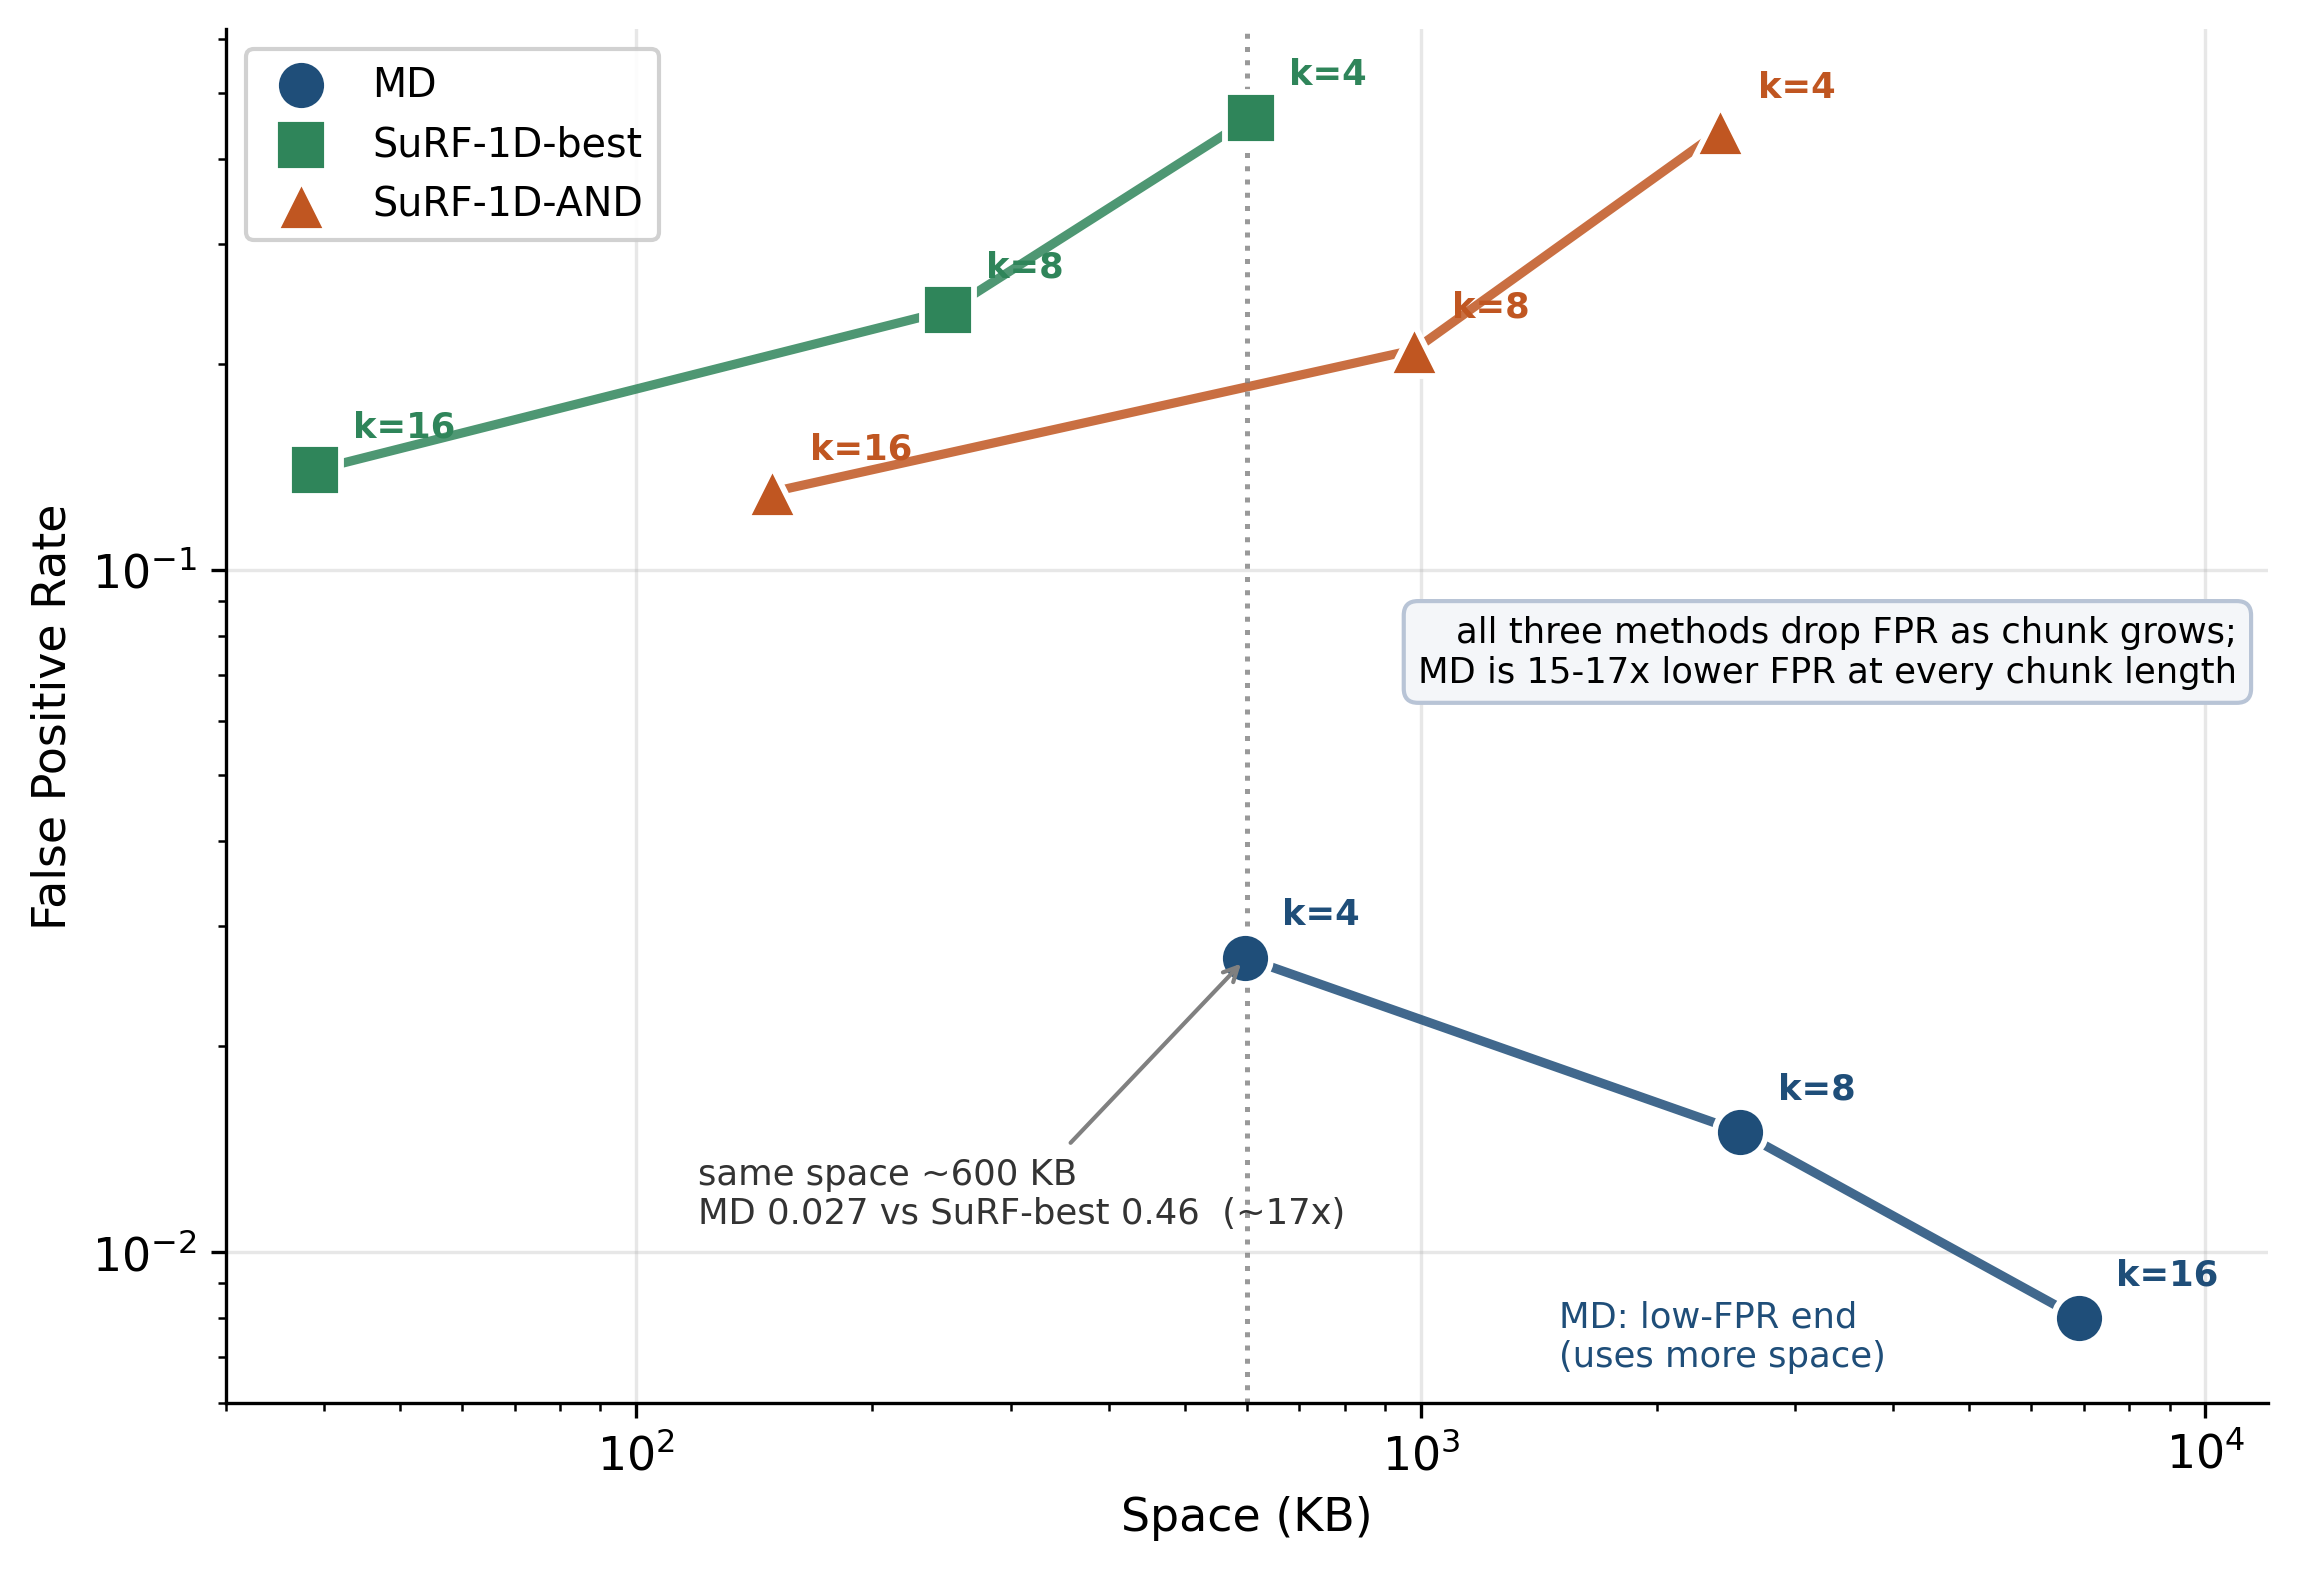 MD
SuRF-1D-best
SuRF-1D-AND
k=4
k=4
k=8
k=8
k=16
k=16
False Positive Rate
10⁻¹
all three methods drop FPR as chunk grows;
MD is 15-17x lower FPR at every chunk length
k=4
k=8
same space ~600 KB
MD 0.027 vs SuRF-best 0.46 (~17x)
10⁻²
k=16
MD: low-FPR end
(uses more space)
10²
10³
10⁴
Space (KB)